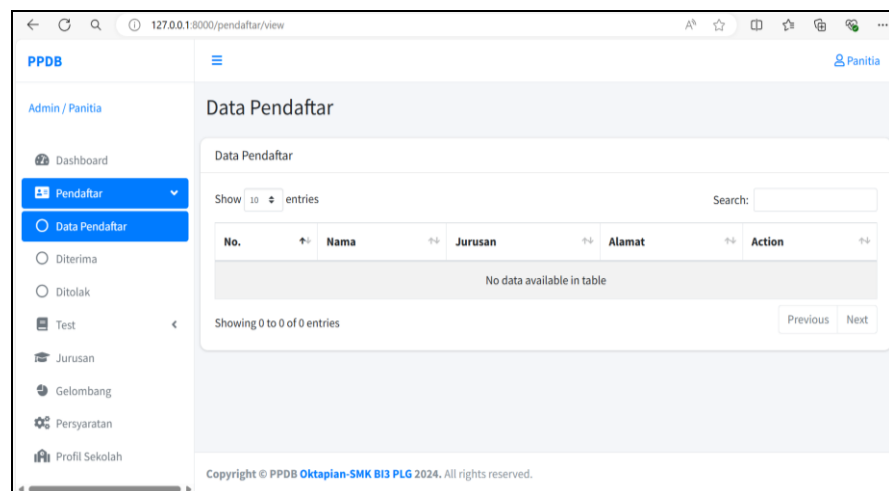 127.0.0.1:8000/pendaftar/view
PPDB
Panitia
Admin / Panitia
Dashboard
Pendaftar
Data Pendaftar
Diterima
Ditolak
Test
Jurusan
Gelombang
Persyaratan
Profil Sekolah
Data Pendaftar
Data Pendaftar
Show 10 entries
Search:
No. Nama Jurusan Alamat Action
No data available in table
Showing 0 to 0 of 0 entries
Previous Next
Copyright © PPDB Oktapian-SMK BI3 PLG 2024. All rights reserved.